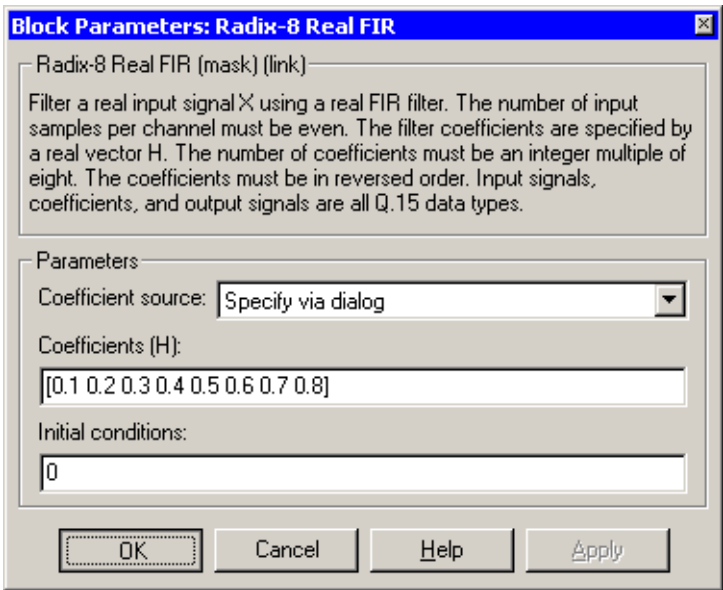 Block Parameters: Radix-8 Real FIR
Radix-8 Real FIR (mask) (link)
Filter a real input signal X using a real FIR filter. The number of input
samples per channel must be even. The filter coefficients are specified by
a real vector H. The number of coefficients must be an integer multiple of
eight. The coefficients must be in reversed order. Input signals,
coefficients, and output signals are all Q.15 data types.
Parameters
Coefficient source: Specify via dialog
Coefficients (H):
[0.1 0.2 0.3 0.4 0.5 0.6 0.7 0.8]
Initial conditions:
0
OK Cancel Help Apply